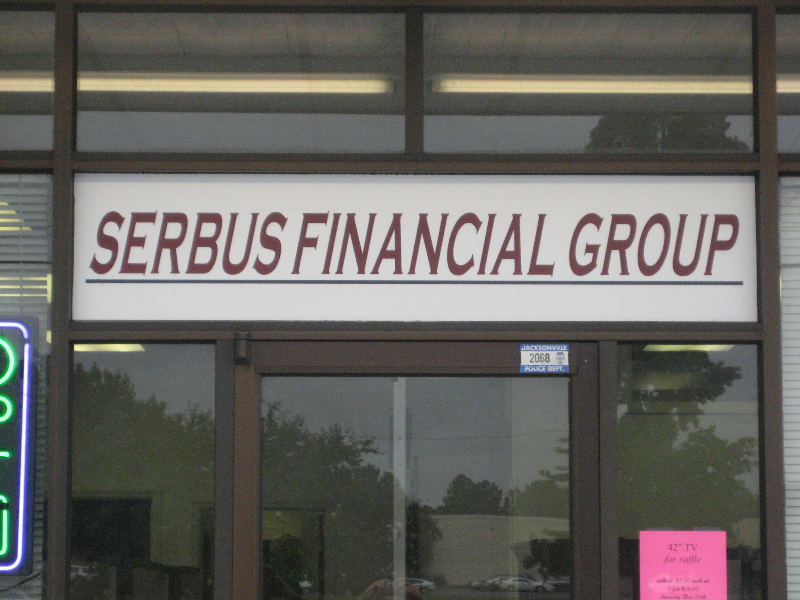 SERBUS FINANCIAL GROUP
JACKSONVILLE
2068
POLICE DEPT.
42" TV
for raffle